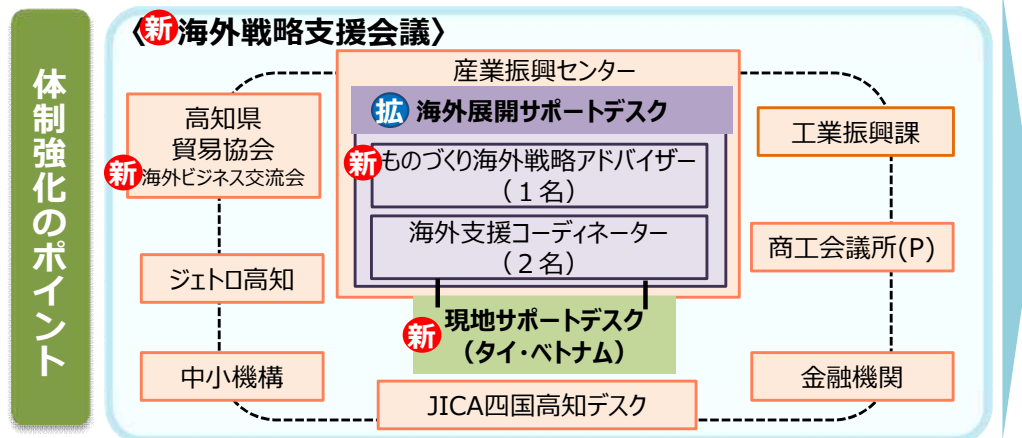 体制強化のポイント
〈新海外戦略支援会議〉
産業振興センター
拡 海外展開サポートデスク
新 ものづくり海外戦略アドバイザー
（１名）
海外支援コーディネーター
（２名）
新 現地サポートデスク
（タイ・ベトナム）
高知県
貿易協会
新 海外ビジネス交流会
ジェトロ高知
中小機構
JICA四国高知デスク
工業振興課
商工会議所(P)
金融機関